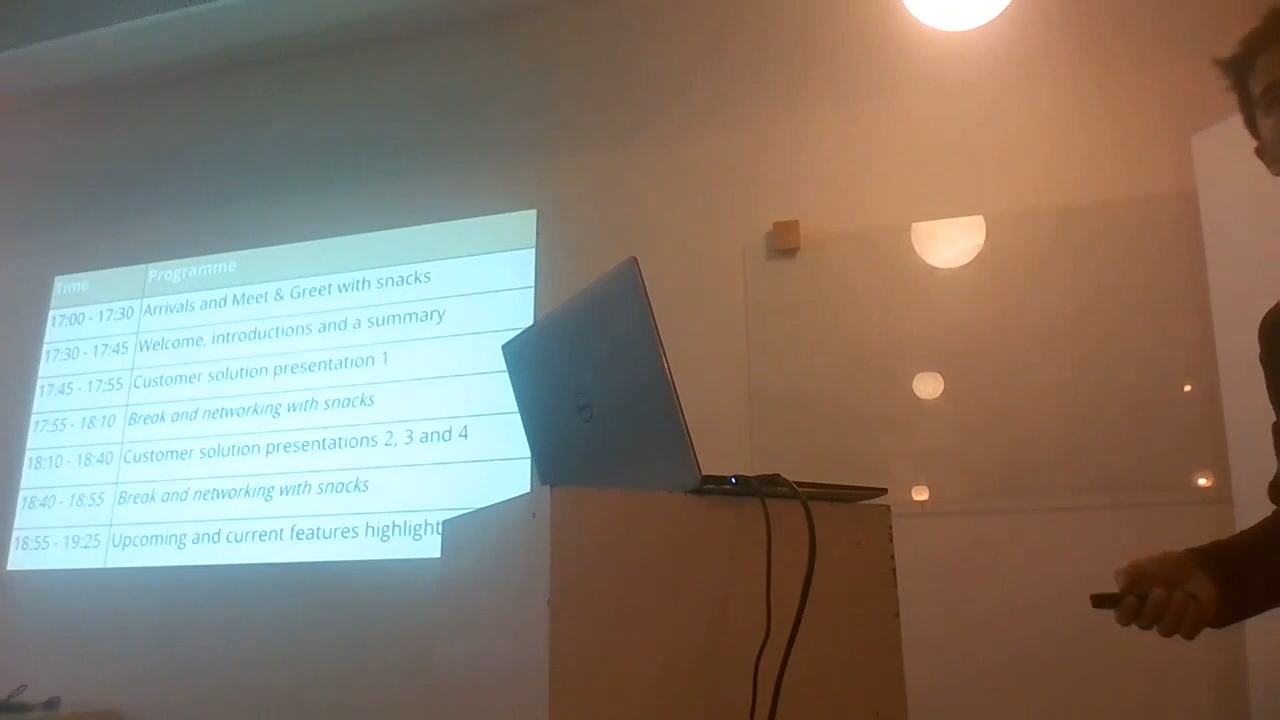 Time Programme
17:00 - 17:30 Arrivals and Meet & Greet with snacks
17:30 - 17:45 Welcome, introductions and a summary
17:45 - 17:55 Customer solution presentation 1
17:55 - 18:10 Break and networking with snacks
18:10 - 18:40 Customer solution presentations 2, 3 and 4
18:40 - 18:55 Break and networking with snacks
18:55 - 19:25 Upcoming and current features highlight
DELL